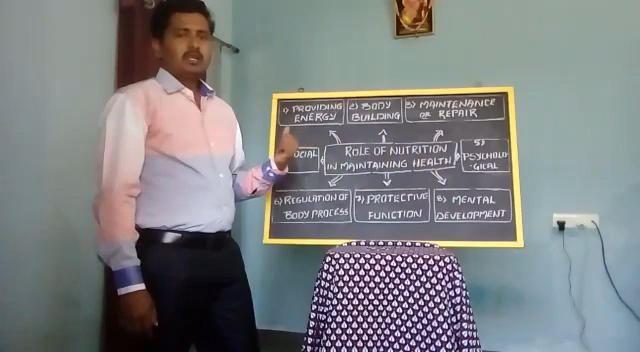 1) PROVIDING
ENERGY
2) BODY
BUILDING
3) MAINTENANCE
OR REPAIR
OCIAL
ROLE OF NUTRITION
IN MAINTAINING HEALTH
5)
PSYCHOLO
-GICAL
6) REGULATION OF
BODY PROCESS
7) PROTECTIVE
FUNCTION
8) MENTAL
DEVELOPMENT